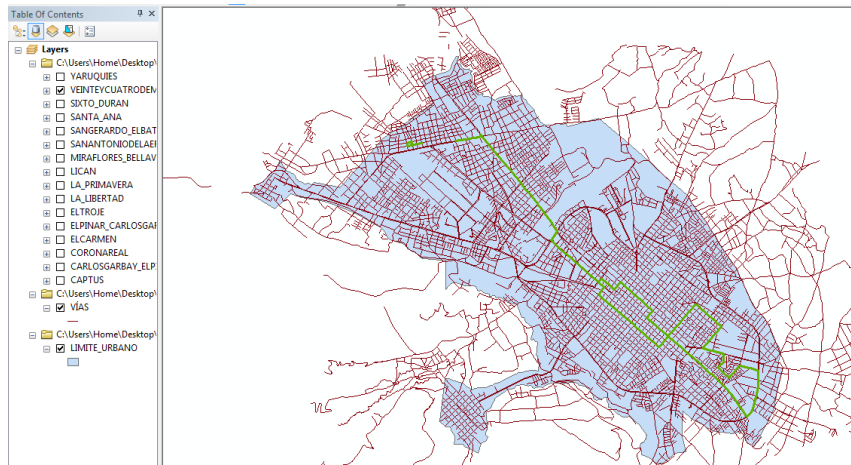 Table Of Contents
Layers
C:\Users\Home\Desktop\
YARUQUIES
VEINTEYCUATRODEM
SIXTO_DURAN
SANTA_ANA
SANGERARDO_ELBAT
SANANTONIODELAEF
MIRAFLORES_BELLAV
LICAN
LA_PRIMAVERA
LA_LIBERTAD
ELTROJE
ELPINAR_CARLOSGAF
ELCARMEN
CORONAREAL
CARLOSGARBAY_ELP
CAPTUS
C:\Users\Home\Desktop\
VÍAS
C:\Users\Home\Desktop\
LIMITE_URBANO